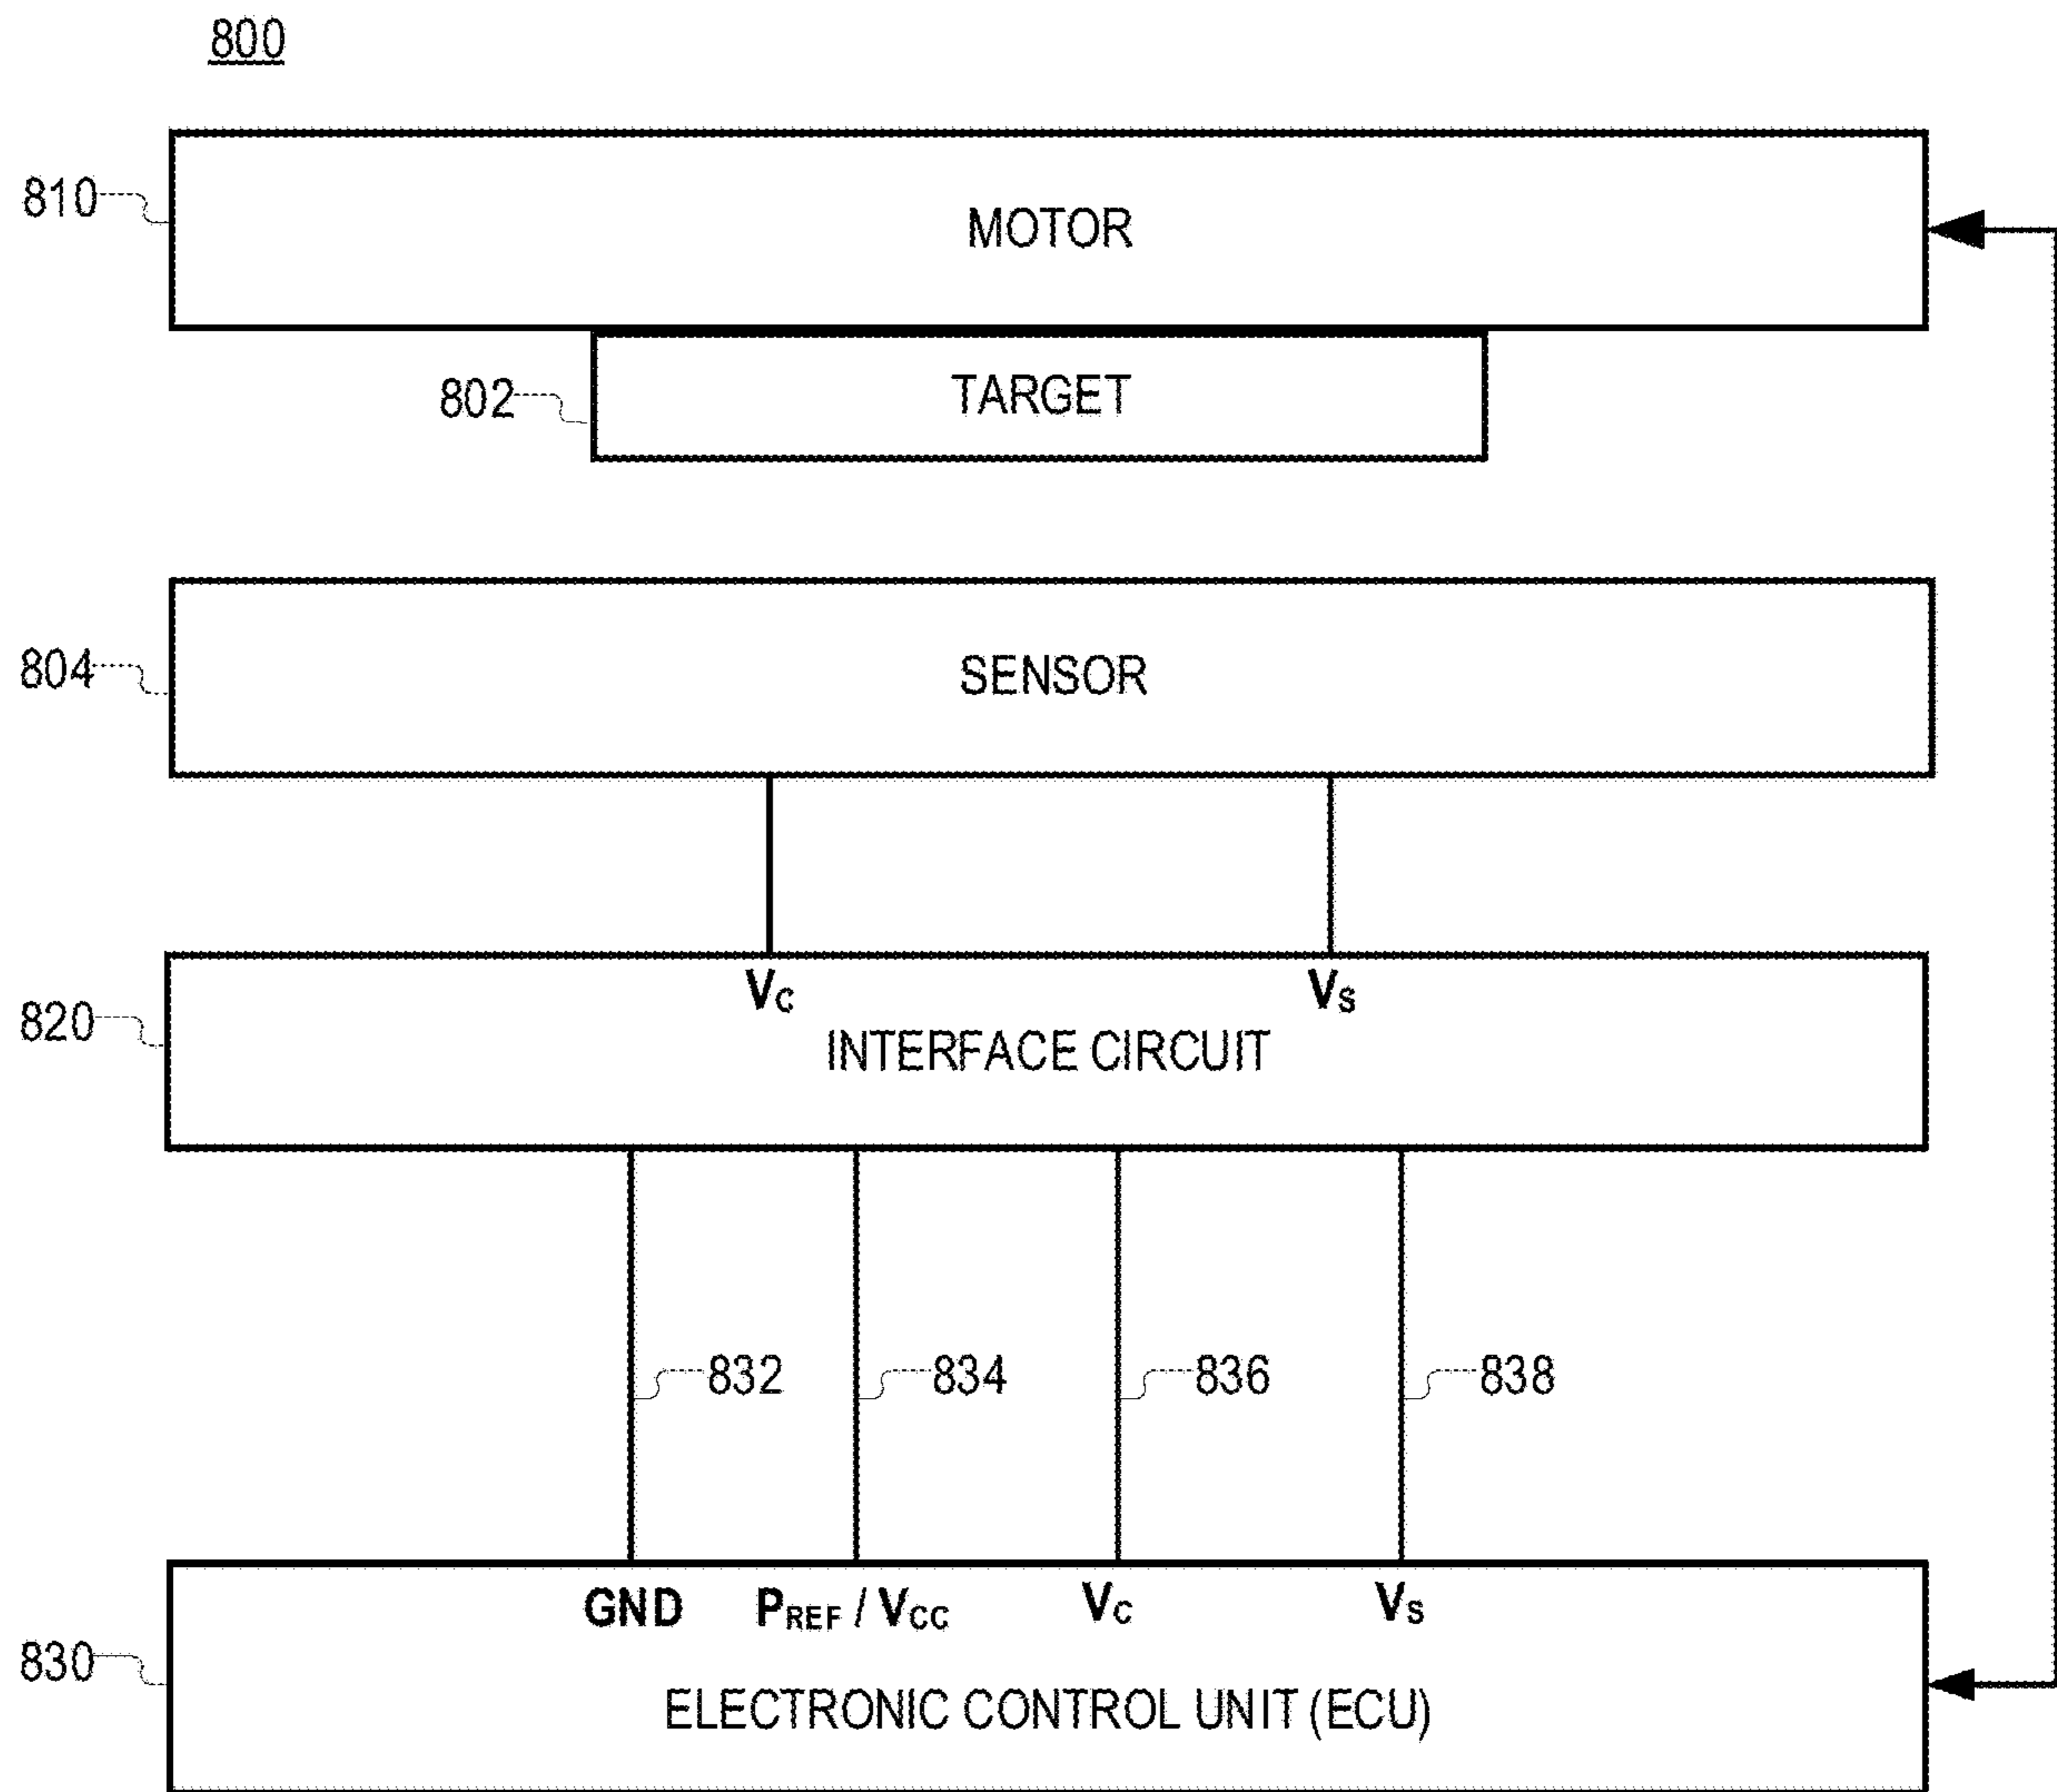 800
810
MOTOR
802
TARGET
804
SENSOR
VC
VS
820
INTERFACE CIRCUIT
832
834
836
838
GND
PREF / VCC
VC
VS
830
ELECTRONIC CONTROL UNIT (ECU)